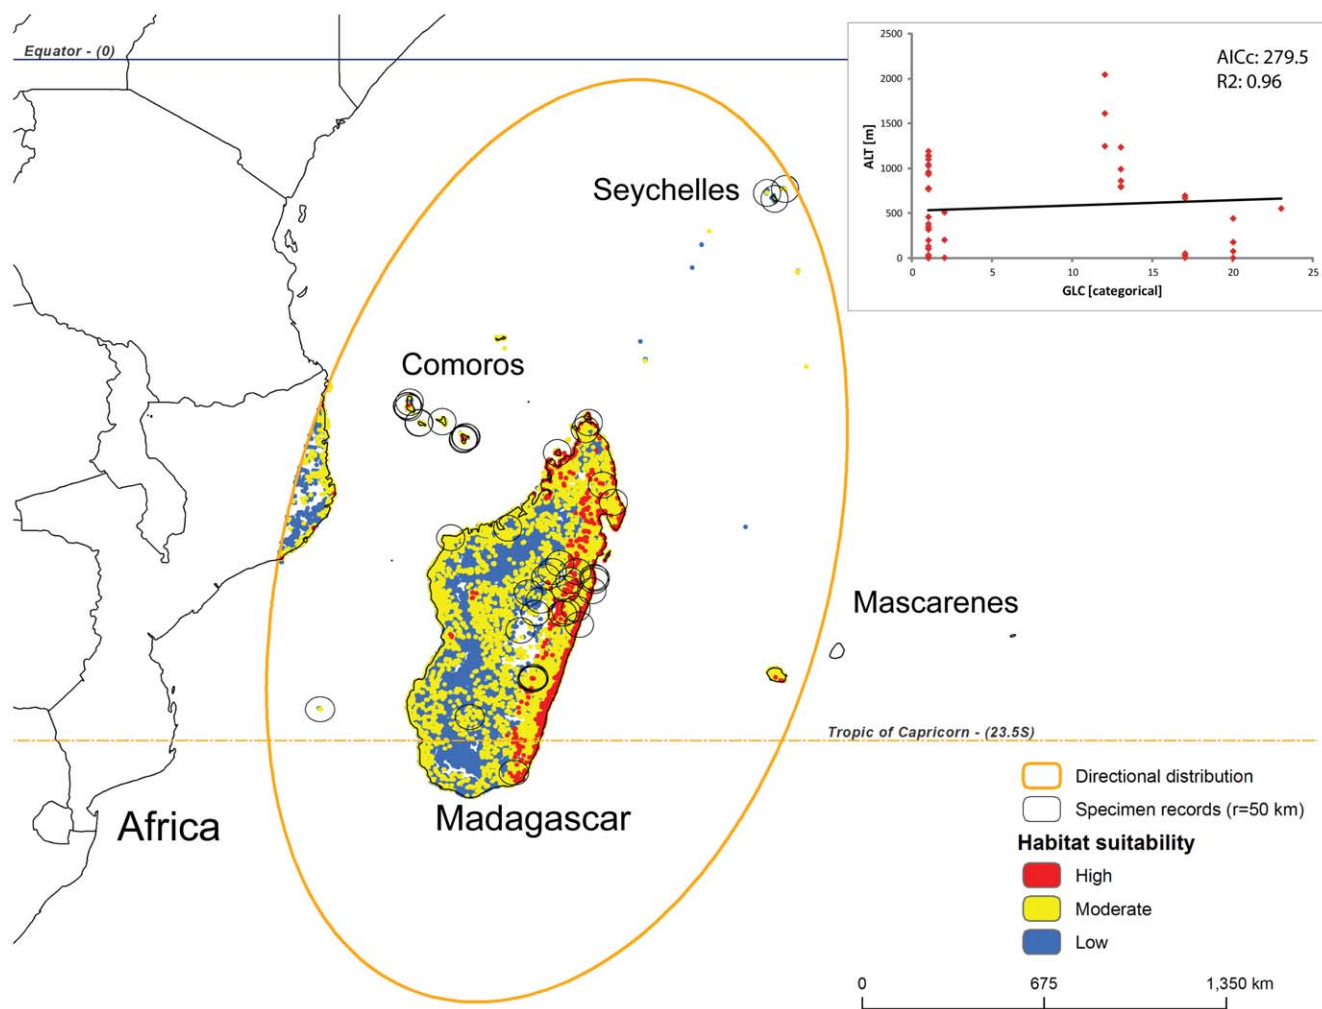 Equator - (0)
2500
2000
1500
1000
500
0
ALT [m]
0
5
10
15
20
25
GLC [categorical]
AICc: 279.5
R2: 0.96
Seychelles
Comoros
Mascarenes
Tropic of Capricorn - (23.5S)
Africa
Madagascar
Directional distribution
Specimen records (r=50 km)
Habitat suitability
High
Moderate
Low
0
675
1,350 km